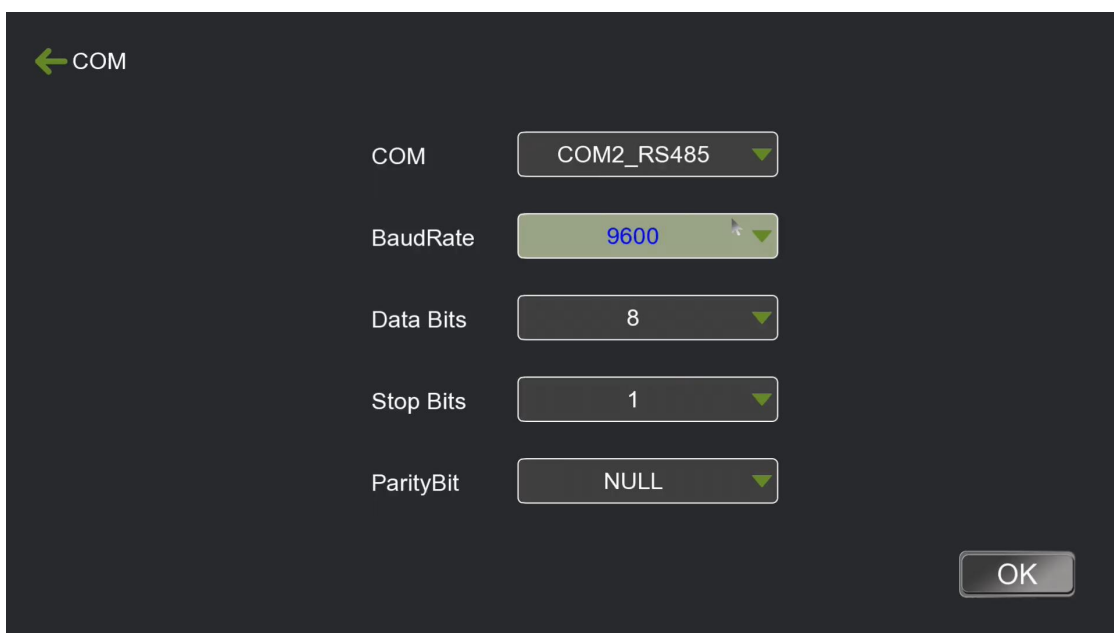 COM
COM COM2_RS485
BaudRate 9600
Data Bits 8
Stop Bits 1
ParityBit NULL
OK